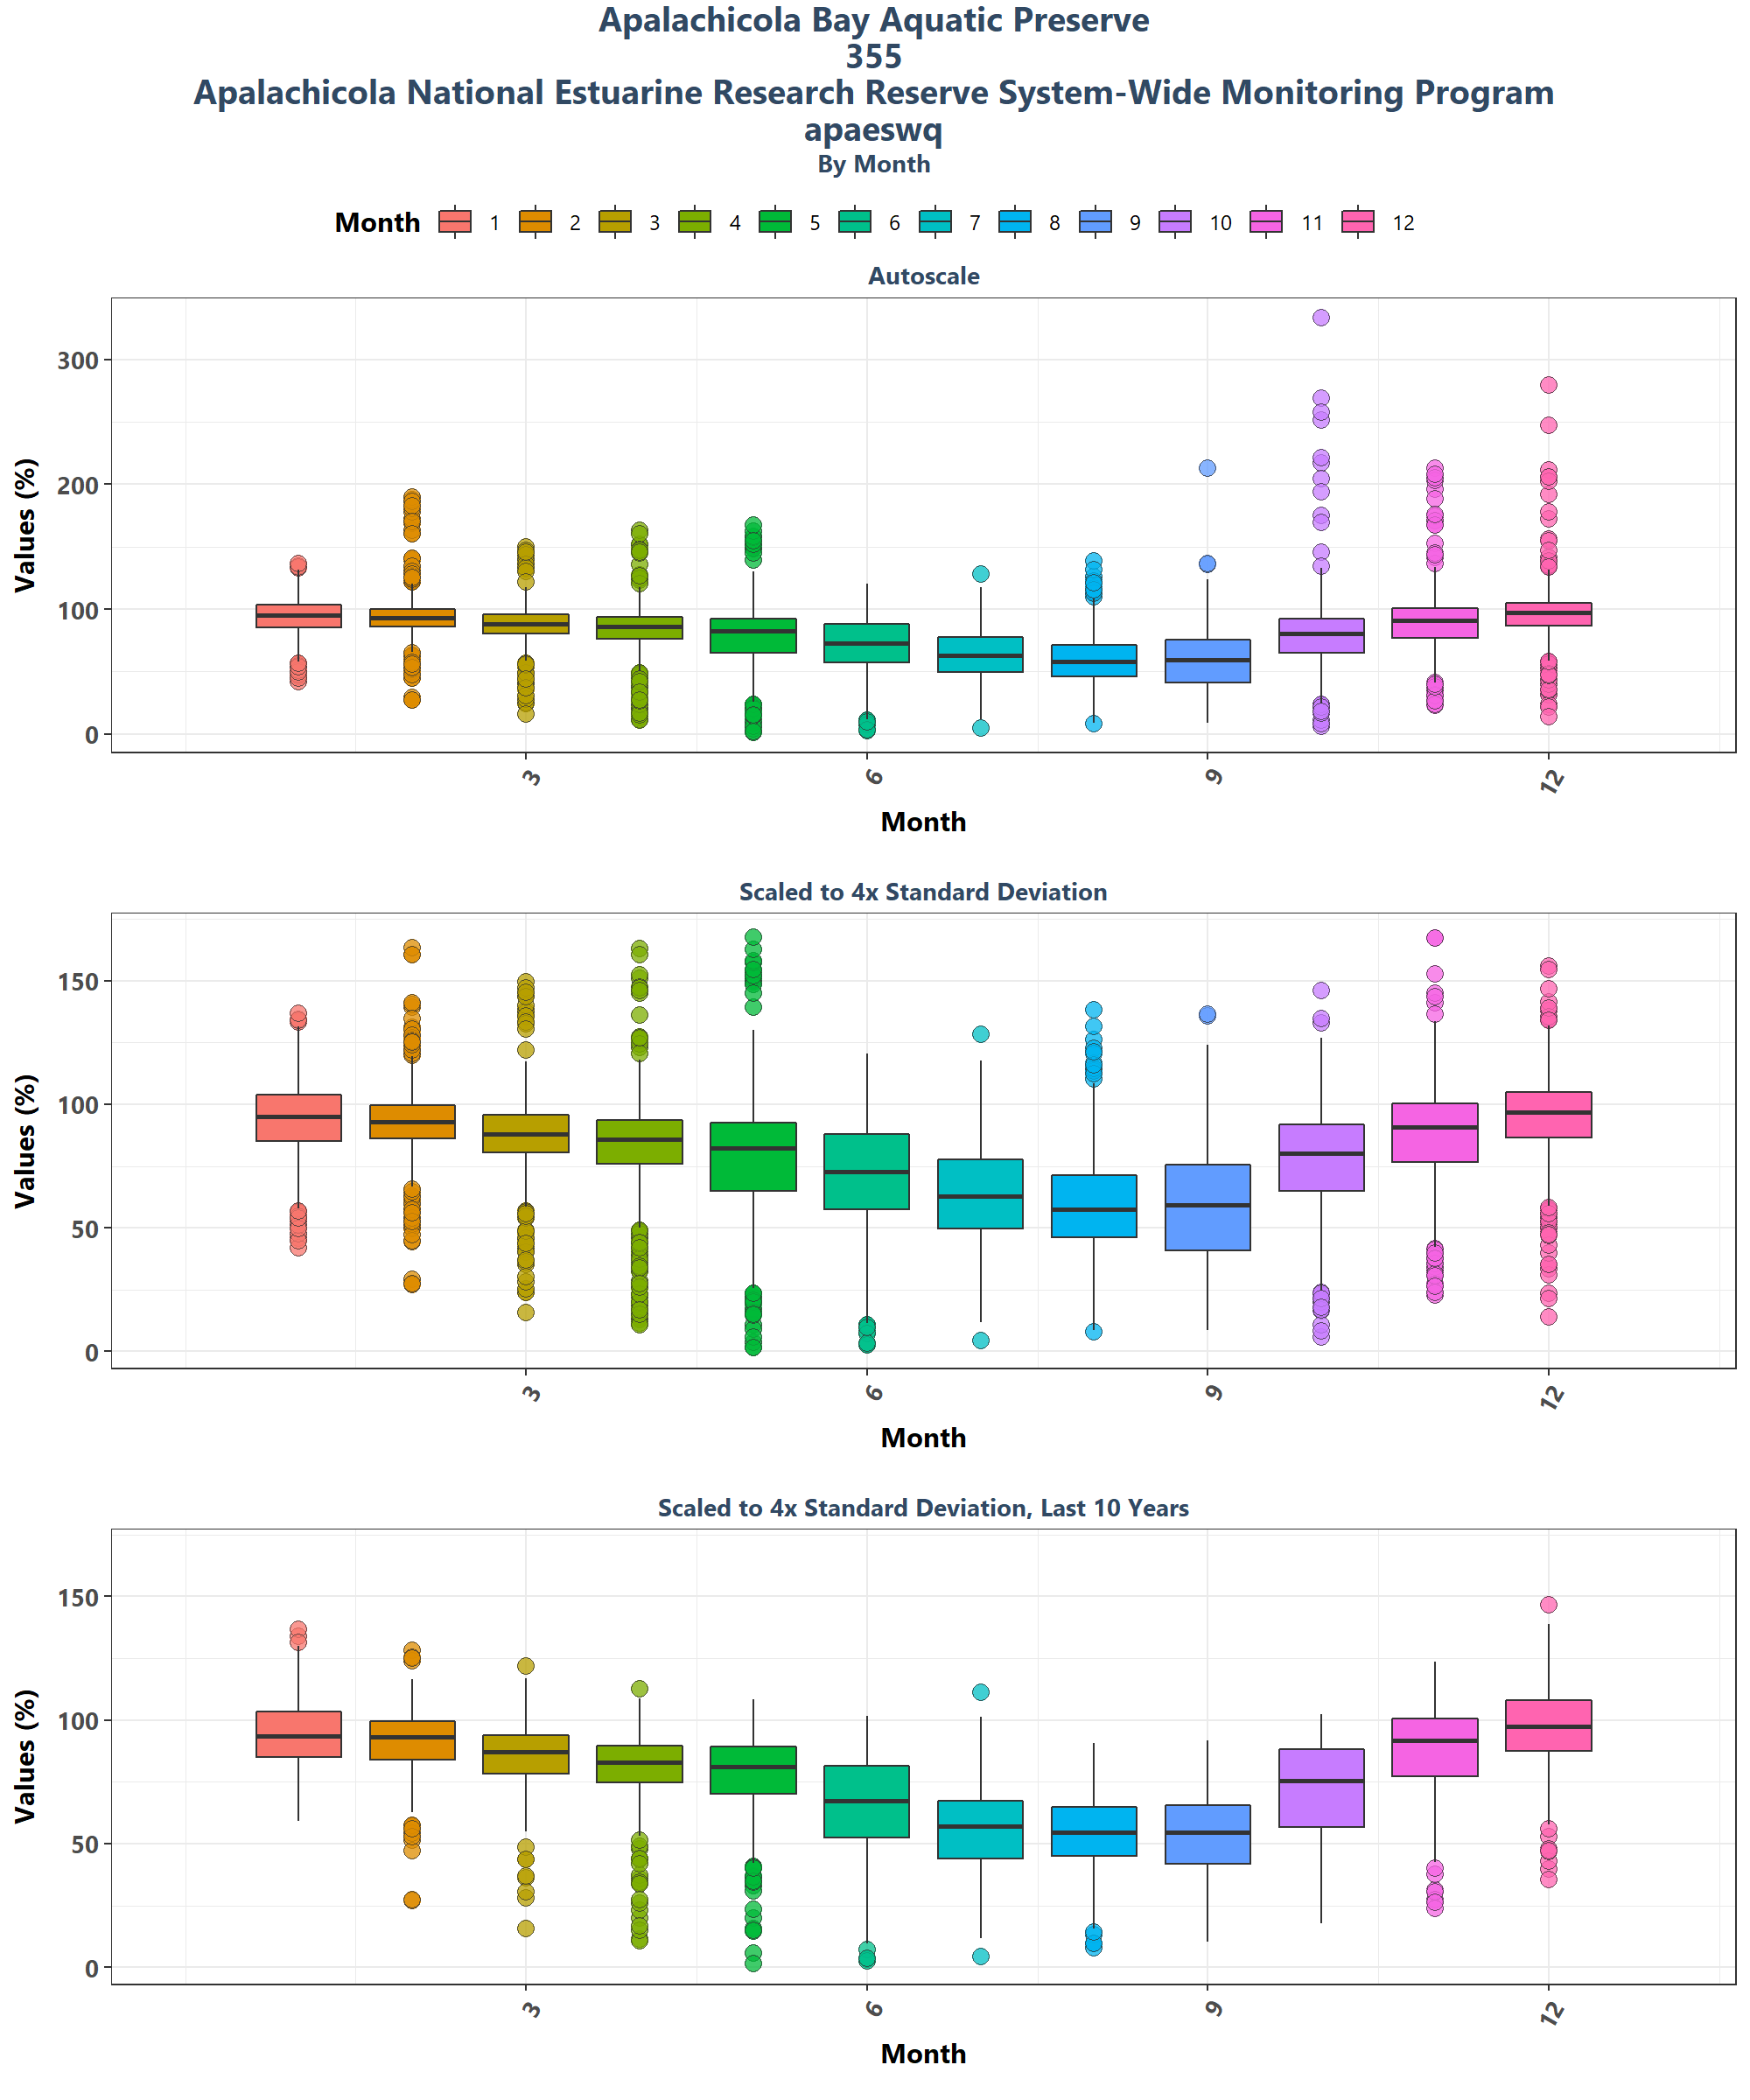 Apalachicola Bay Aquatic Preserve
355
Apalachicola National Estuarine Research Reserve System-Wide Monitoring Program
apaeswq
By Month
Month 1 2 3 4 5 6 7 8 9 10 11 12
Autoscale
Values (%)
300
200
100
0
3 6 9 12
Month
Scaled to 4x Standard Deviation
Values (%)
150
100
50
0
3 6 9 12
Month
Scaled to 4x Standard Deviation, Last 10 Years
Values (%)
150
100
50
0
3 6 9 12
Month